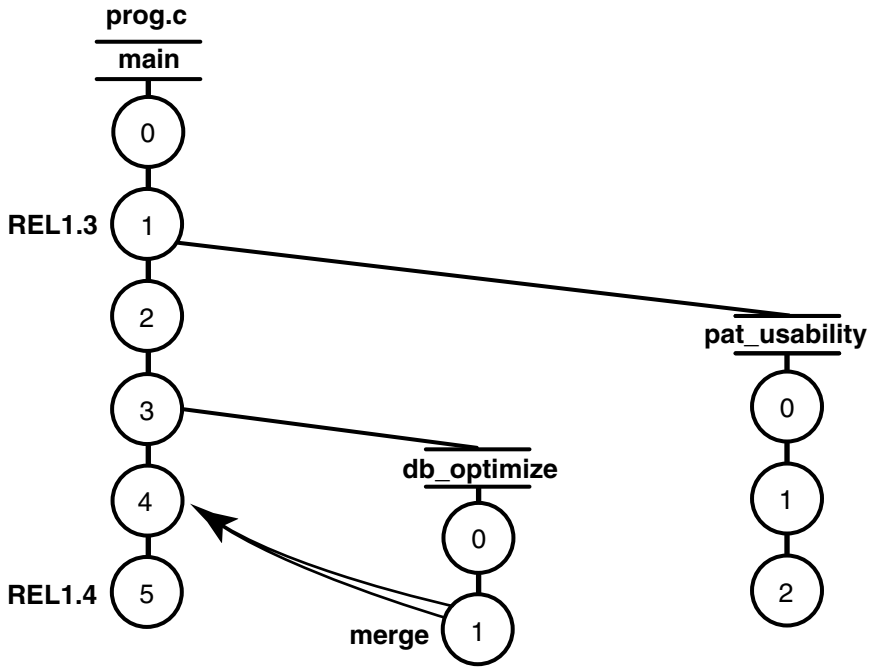 prog.c
main
0
REL1.3
1
2
pat_usability
3
0
db_optimize
4
1
0
REL1.4
5
2
merge
1